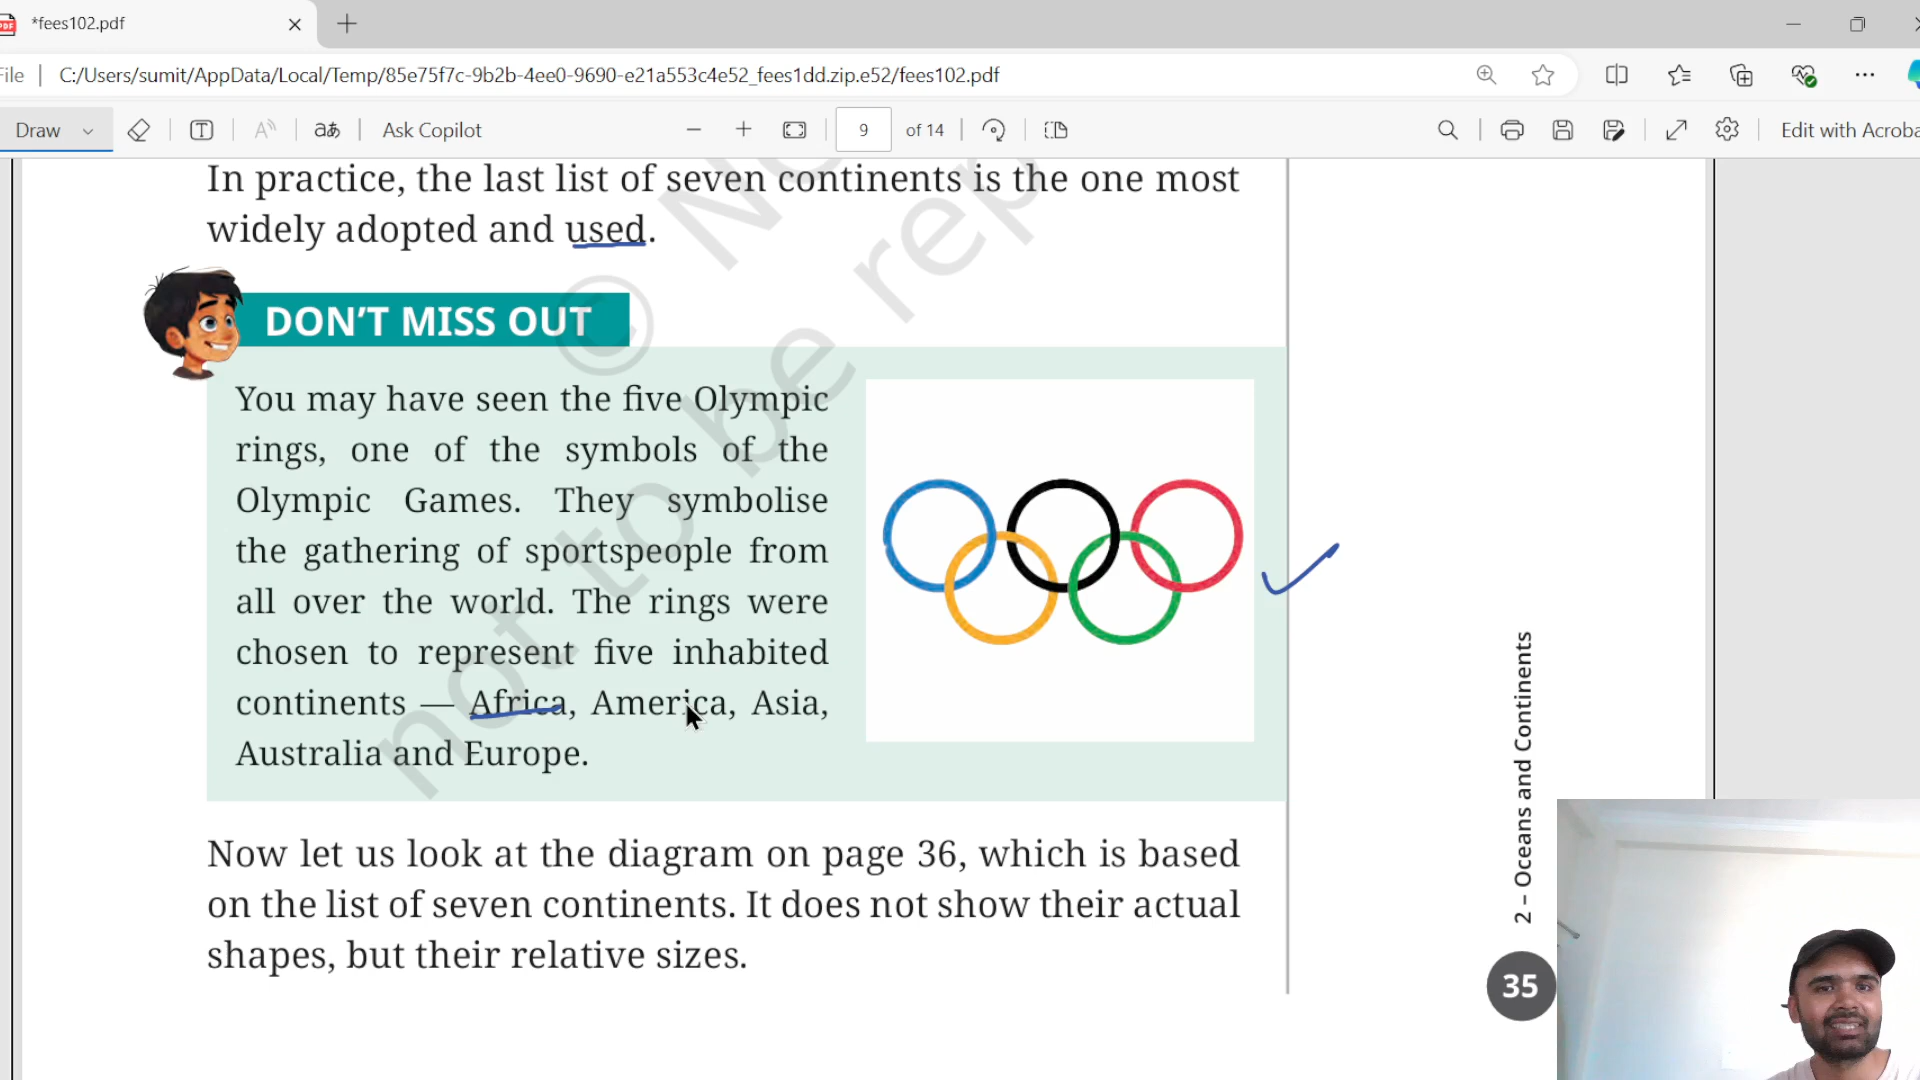 *fees102.pdf
File
C:/Users/sumit/AppData/Local/Temp/85e75f7c-9b2b-4ee0-9690-e21a553c4e52_fees1dd.zip.e52/fees102.pdf
Draw
Ask Copilot
9 of 14
Edit with Acroba
In practice, the last list of seven continents is the one most
widely adopted and used.
DON'T MISS OUT
You may have seen the five Olympic
rings, one of the symbols of the
Olympic Games. They symbolise
the gathering of sportspeople from
all over the world. The rings were
chosen to represent five inhabited
continents — Africa, America, Asia,
Australia and Europe.
Now let us look at the diagram on page 36, which is based
on the list of seven continents. It does not show their actual
shapes, but their relative sizes.
2 – Oceans and Continents
35
not to be rep